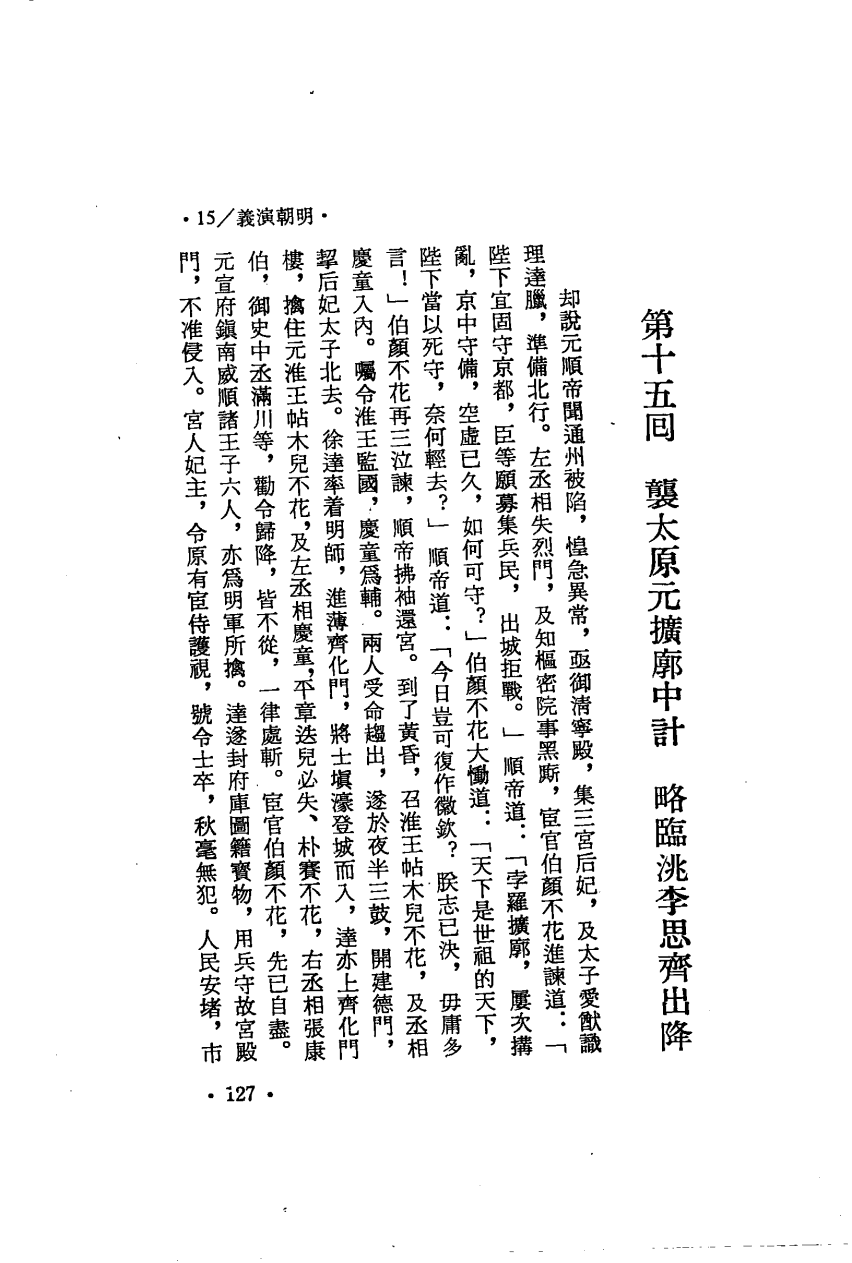 ·15／義演朝明·
第十五回　襲太原元擴廓中計　略臨洮李思齊出降
却說元順帝聞通州被陷，惶急異常，亟御清寧殿，集三宮后妃，及太子愛猷識
理達臘，準備北行。左丞相失烈門，及知樞密院事黑廝，宦官伯顏不花進諫道：「
陛下宜固守京都，臣等願募集兵民，出城拒戰。」順帝道：「孛羅擴廓，屢次搆
亂，京中守備，空虛已久，如何可守？」伯顏不花大慟道：「天下是世祖的天下，
陛下當以死守，奈何輕去？」順帝道：「今日豈可復作徽欽？朕志已決，毋庸多
言！」伯顏不花再三泣諫，順帝拂袖還宮。到了黃昏，召淮王帖木兒不花，及丞相
慶童入內。囑令淮王監國，慶童爲輔。兩人受命趨出，遂於夜半三鼓，開建德門，
挈后妃太子北去。徐達率着明師，進薄齊化門，將士塡濠登城而入，達亦上齊化門
樓，擒住元淮王帖木兒不花，及左丞相慶童，平章迭兒必失、朴賽不花，右丞相張康
伯，御史中丞滿川等，勸令歸降，皆不從，一律處斬。宦官伯顏不花，先已自盡。
元宣府鎭南威順諸王子六人，亦爲明軍所擒。達遂封府庫圖籍寶物，用兵守故宮殿
門，不准侵入。宮人妃主，令原有宦侍護視，號令士卒，秋毫無犯。人民安堵，市
·127·